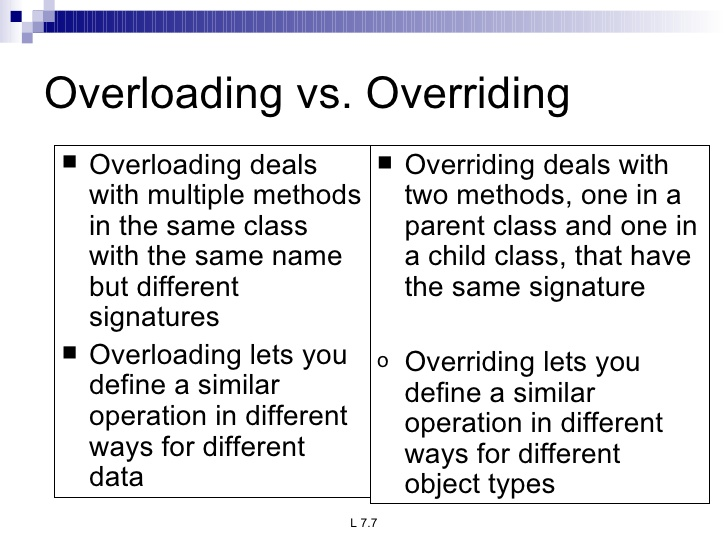 Overloading vs. Overriding
■ Overloading deals
with multiple methods
in the same class
with the same name
but different
signatures
■ Overloading lets you
define a similar
operation in different
ways for different
data
■ Overriding deals with
two methods, one in a
parent class and one in
a child class, that have
the same signature
o Overriding lets you
define a similar
operation in different
ways for different
object types
L 7.7